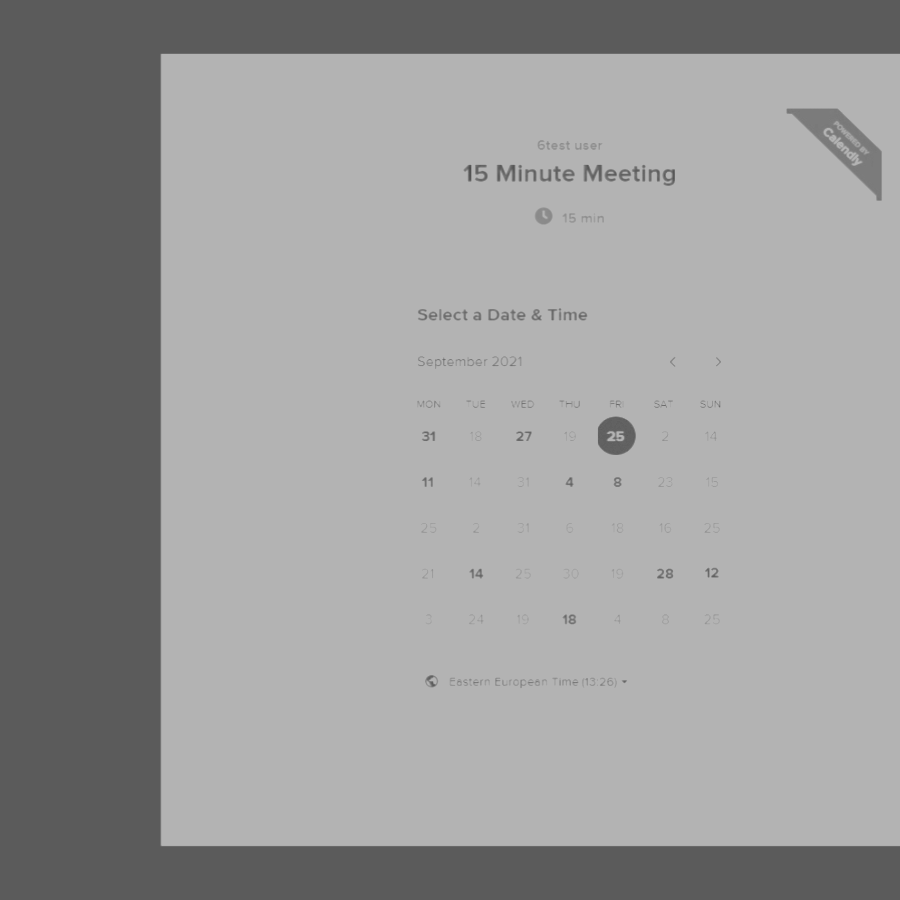 POWERED BY
Calendly
6test user
15 Minute Meeting
15 min
Select a Date & Time
September 2021
MON TUE WED THU FRI SAT SUN
31 18 27 19 25 2 14
11 14 31 4 8 23 15
25 2 31 6 18 16 25
21 14 25 30 19 28 12
3 24 19 18 4 8 25
Eastern European Time (13:26)